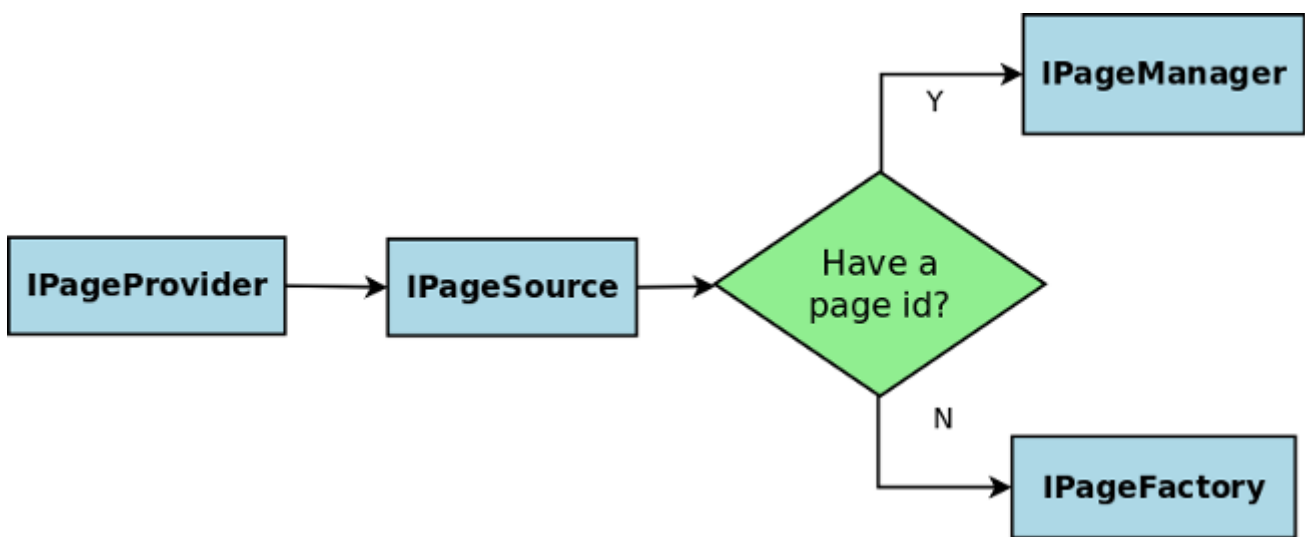 IPageManager
Y
IPageProvider
IPageSource
Have a
page id?
N
IPageFactory